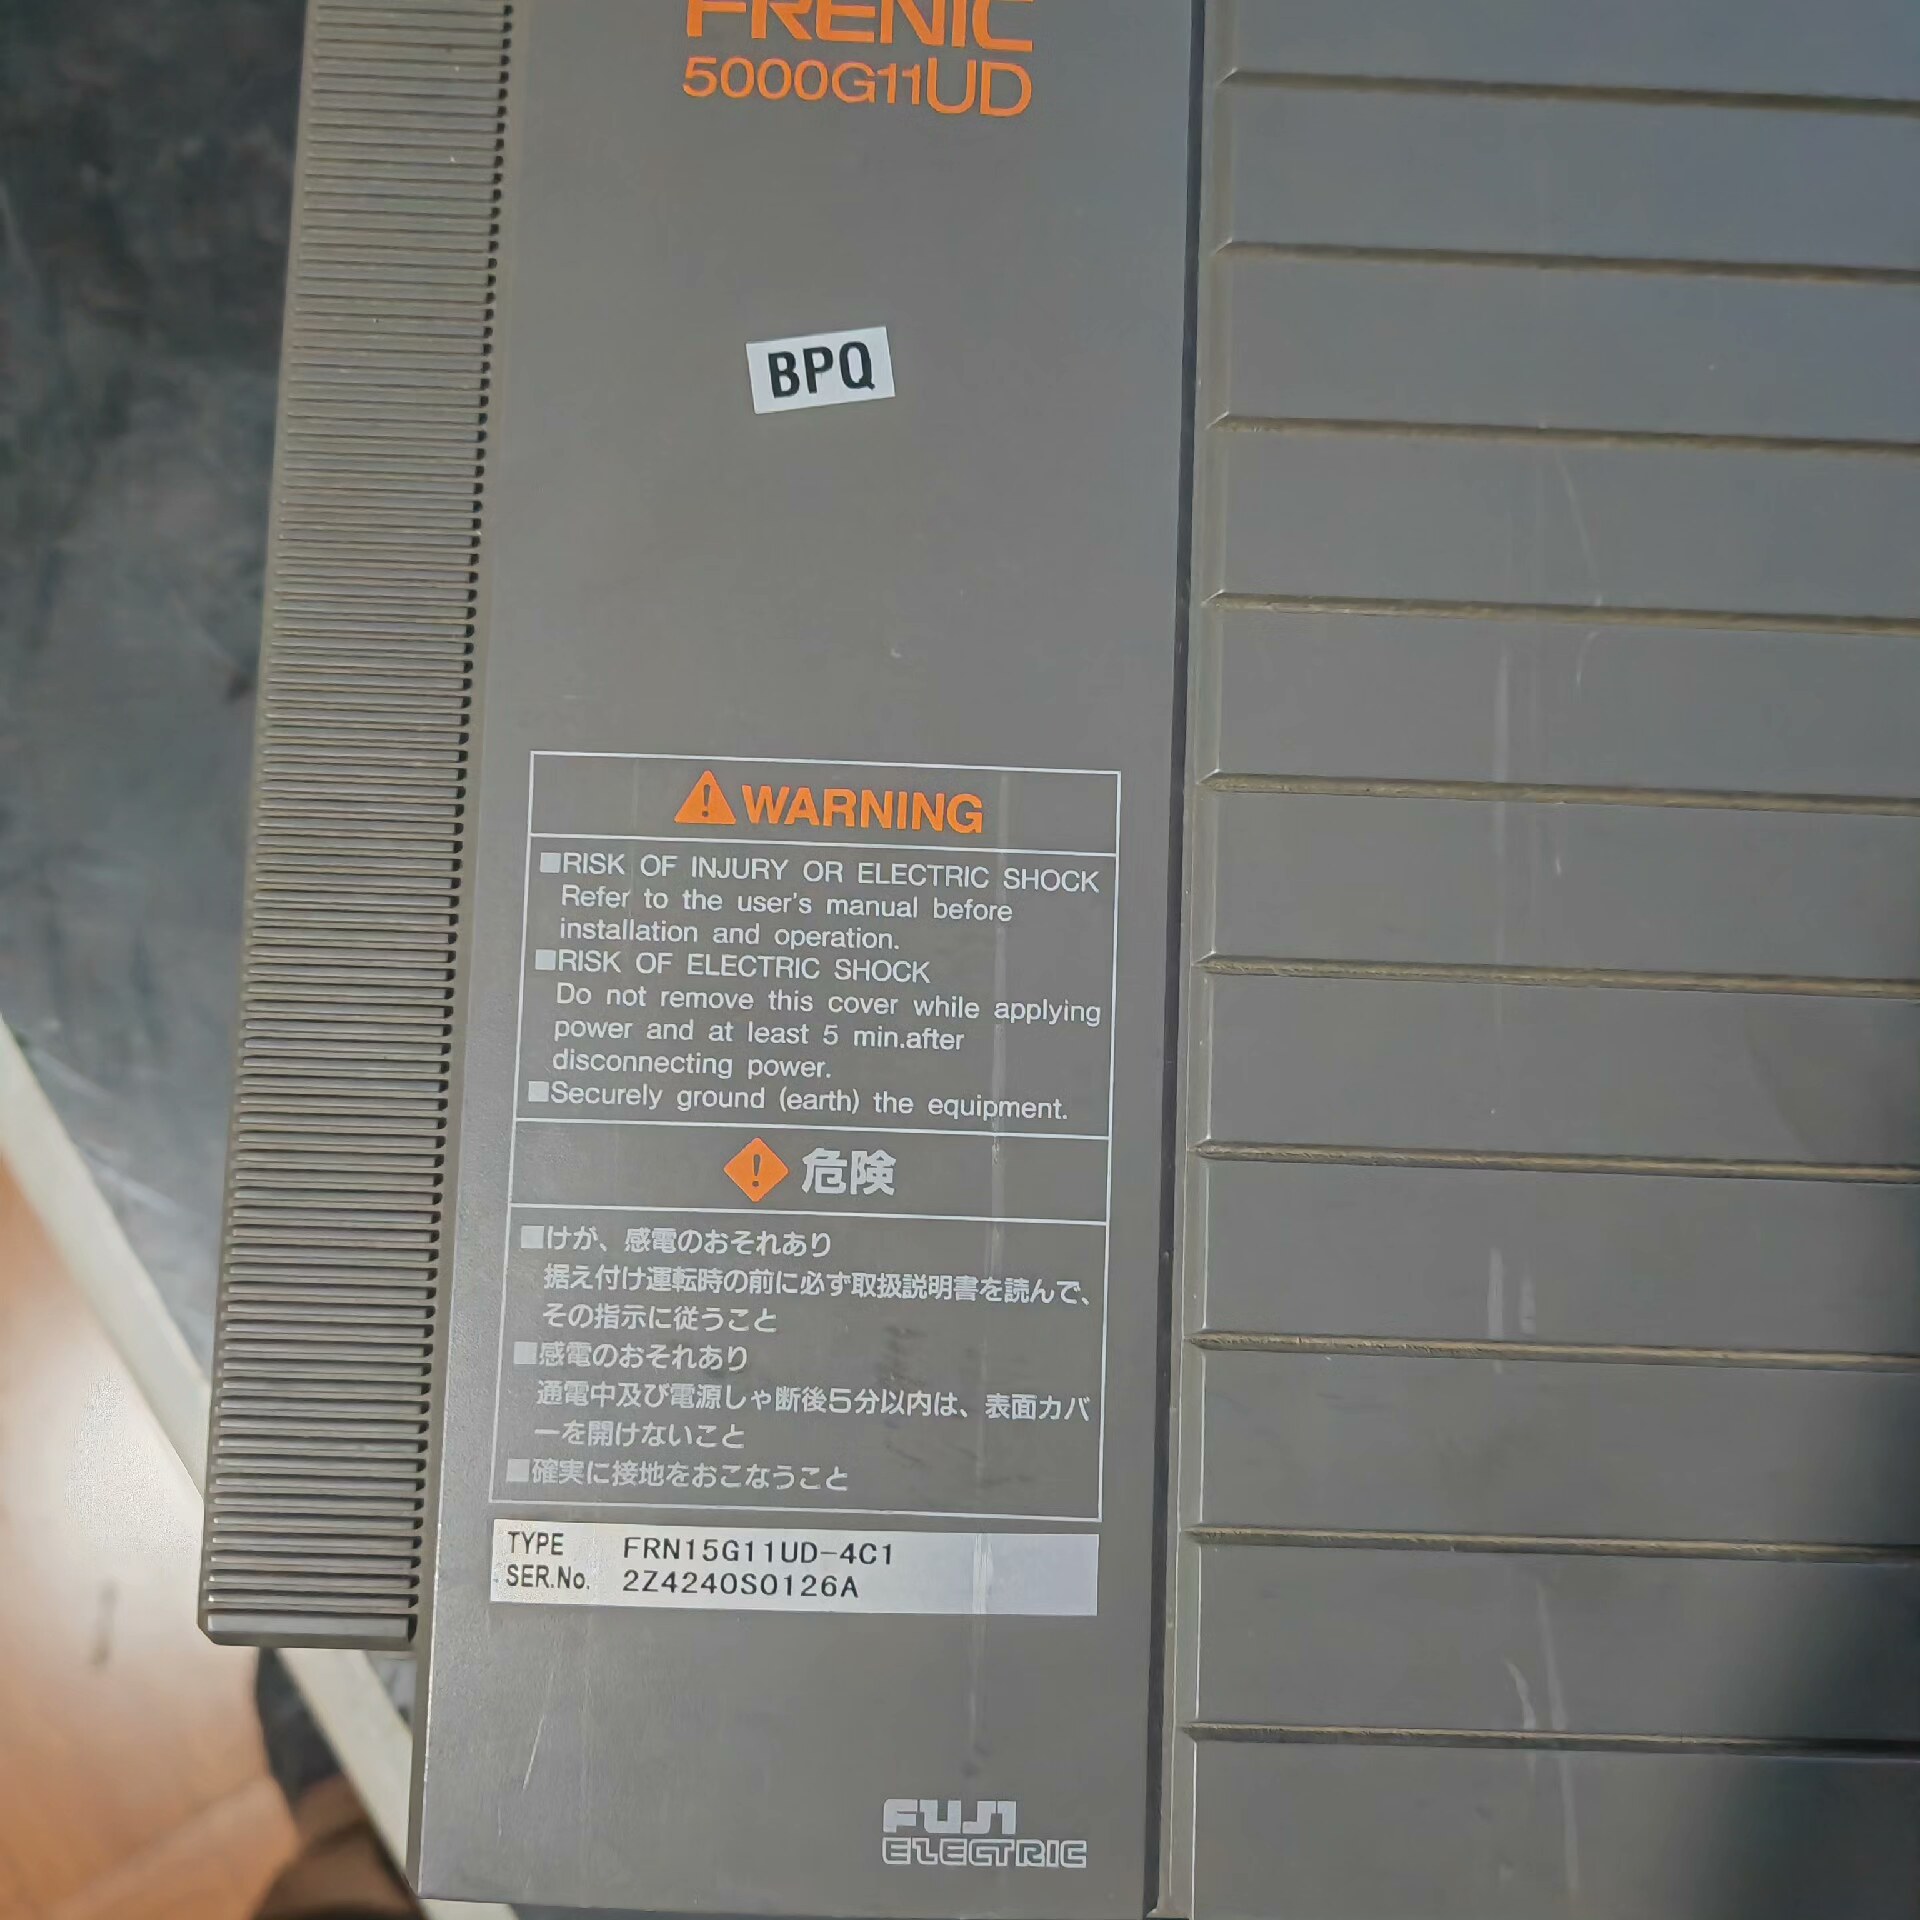 FRENIC
5000G11UD
BPQ
WARNING
■RISK OF INJURY OR ELECTRIC SHOCK
Refer to the user's manual before
installation and operation.
■RISK OF ELECTRIC SHOCK
Do not remove this cover while applying
power and at least 5 min.after
disconnecting power.
■Securely ground (earth) the equipment.
危険
■けが、感電のおそれあり
据え付け運転時の前に必ず取扱説明書を読んで、
その指示に従うこと
■感電のおそれあり
通電中及び電源しゃ断後5分以内は、表面カバ
ーを開けないこと
■確実に接地をおこなうこと
TYPE FRN15G11UD-4C1
SER.No. 2Z4240S0126A
FUJI
ELECTRIC